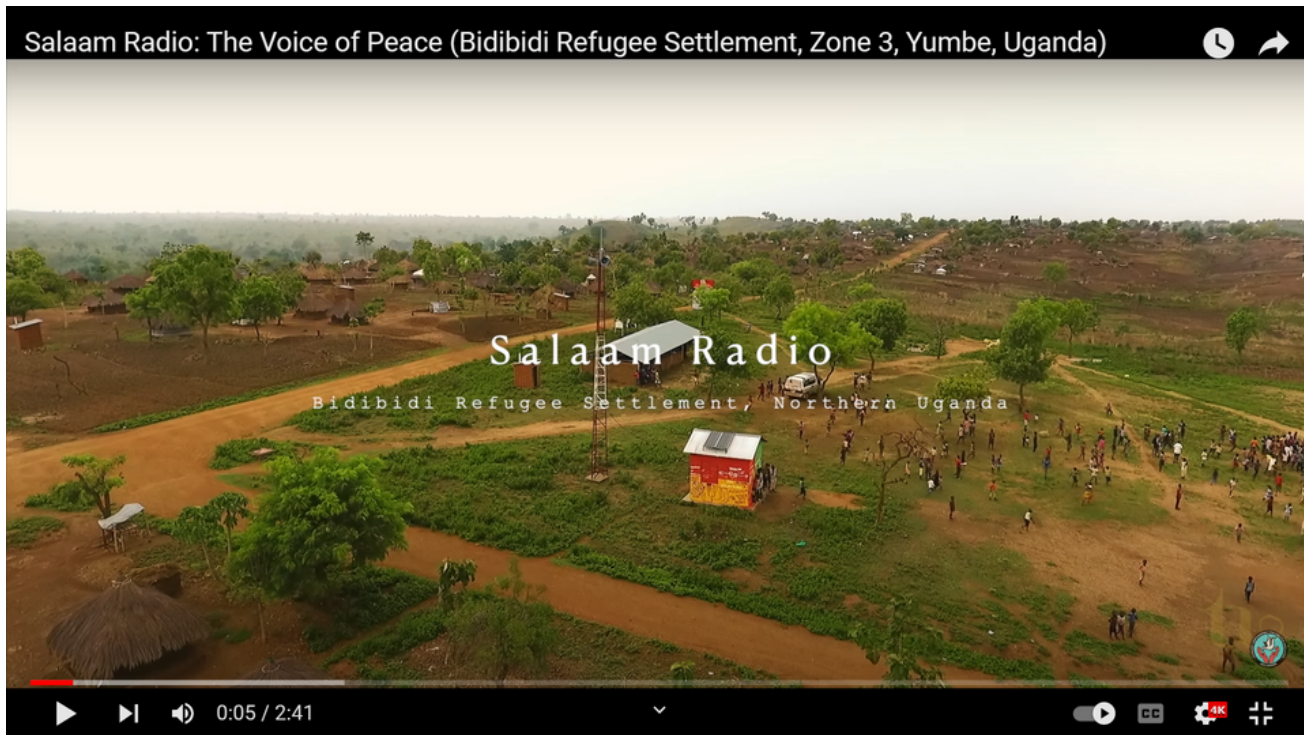 Salaam Radio: The Voice of Peace (Bidibidi Refugee Settlement, Zone 3, Yumbe, Uganda)
Salaam Radio
Bidibidi Refugee Settlement, Northern Uganda
0:05 / 2:41
CC
4K